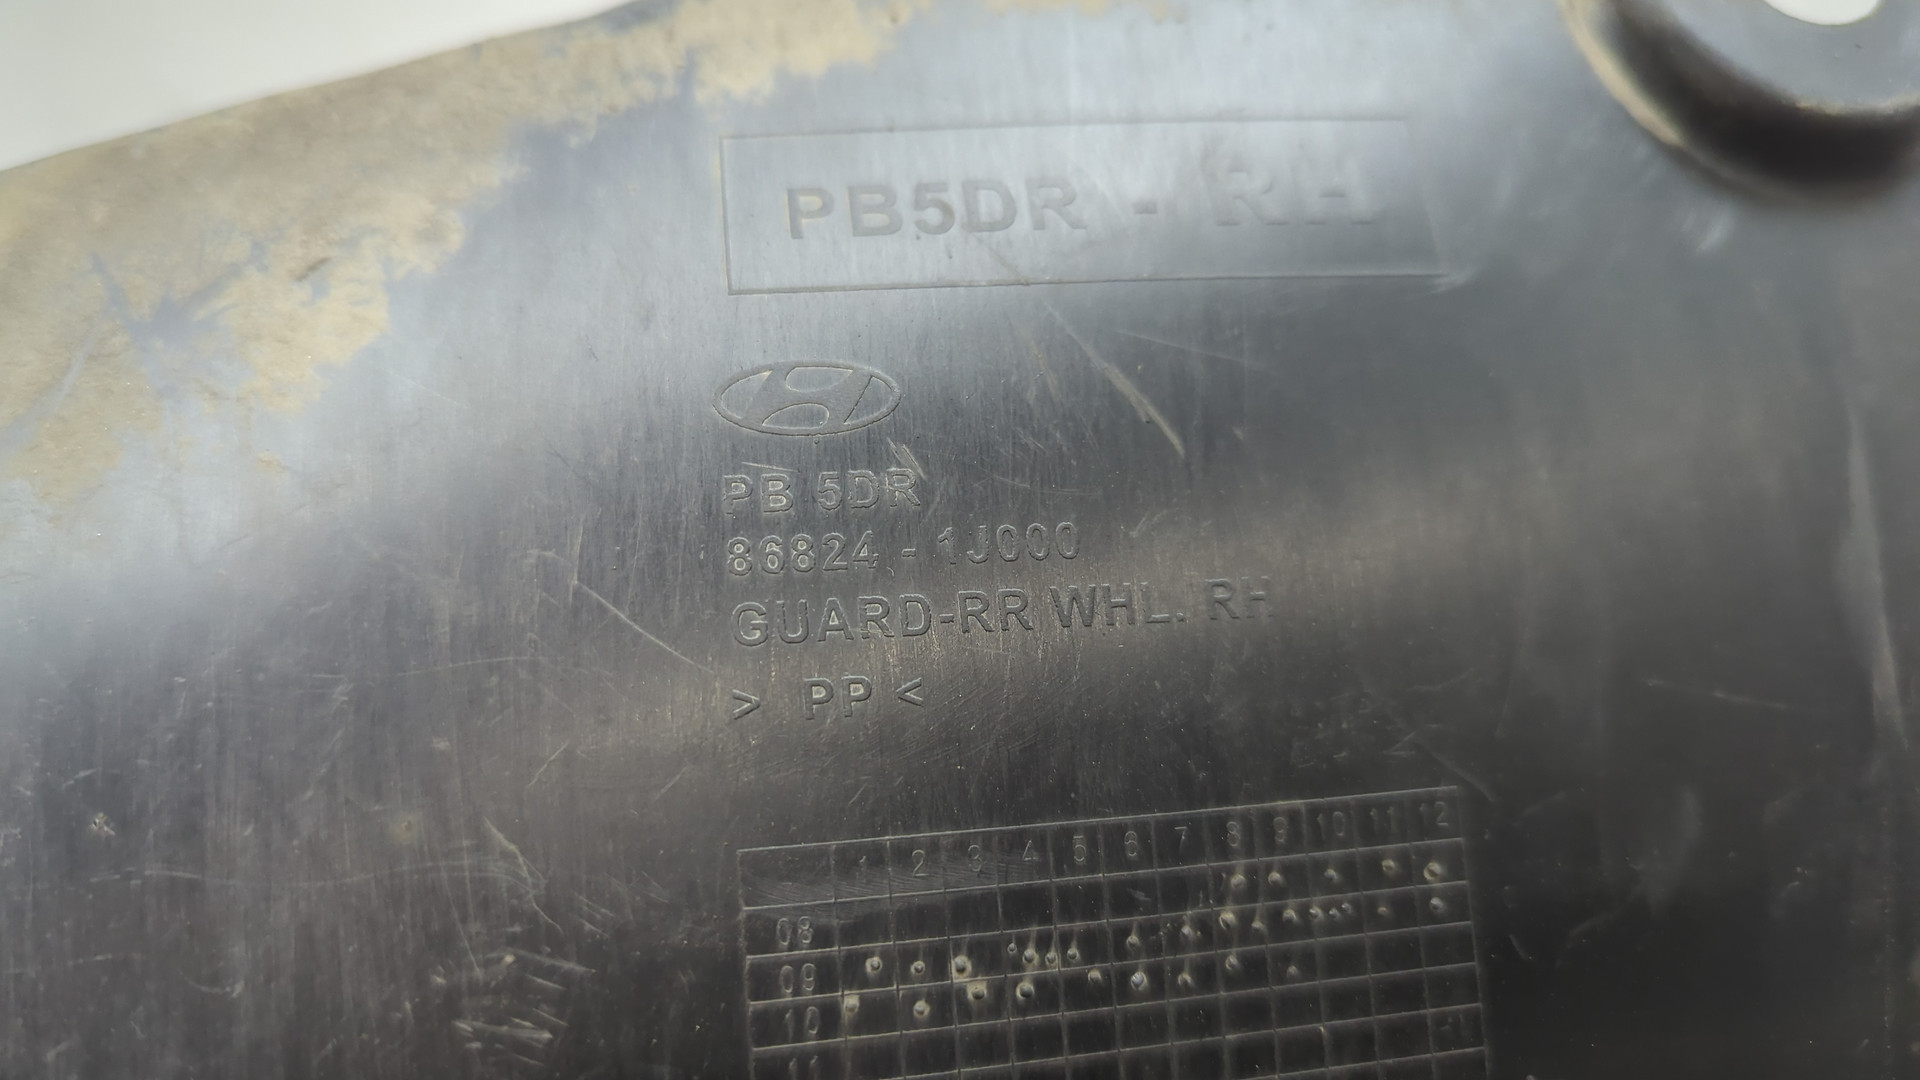 PB5DR - RH
PB 5DR
86824 - 1J000
GUARD-RR WHL. RH
> PP <
1 2 3 4 5 6 7 8 9 10 11 12
08
09
10
11